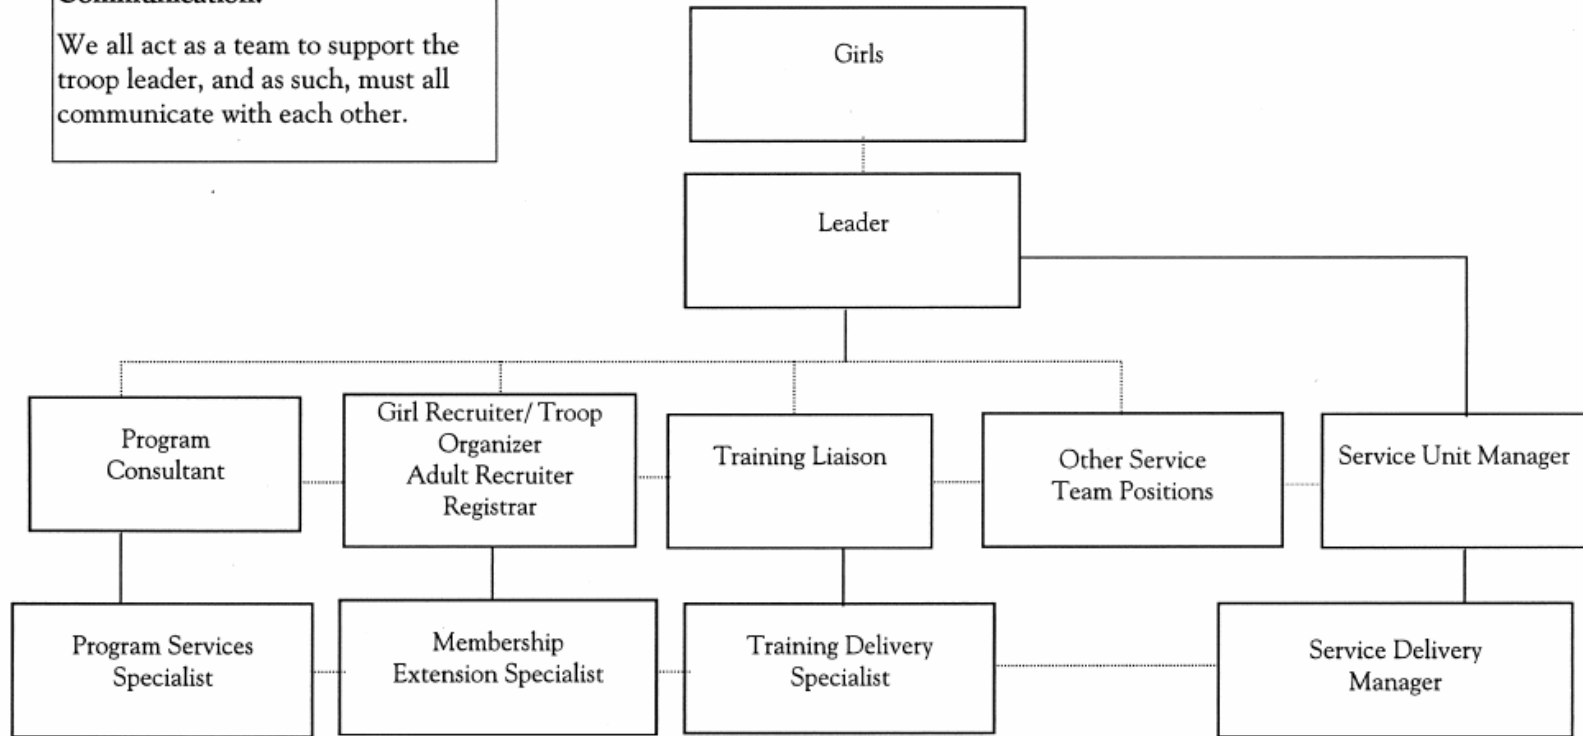 Communication:
We all act as a team to support the
troop leader, and as such, must all
communicate with each other.
Girls
Leader
Program
Consultant
Girl Recruiter/ Troop
Organizer
Adult Recruiter
Registrar
Training Liaison
Other Service
Team Positions
Service Unit Manager
Program Services
Specialist
Membership
Extension Specialist
Training Delivery
Specialist
Service Delivery
Manager